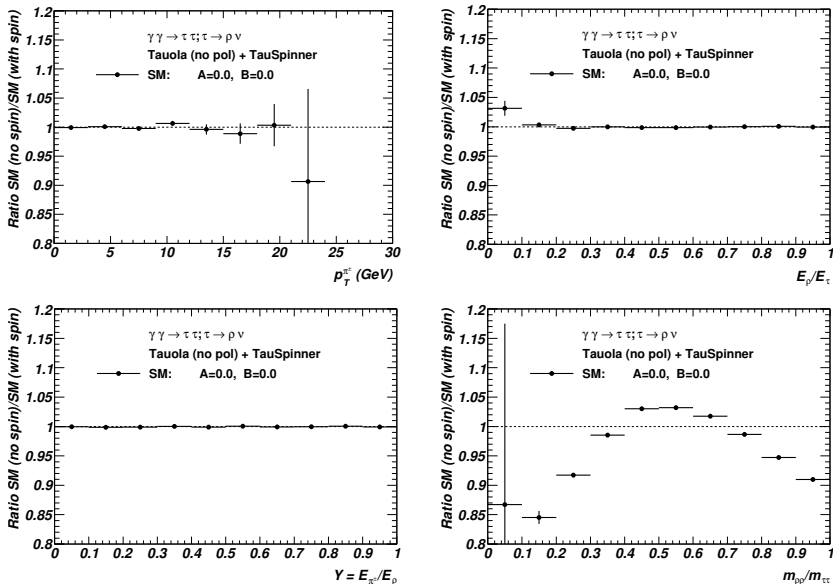 Ratio SM (no spin)/SM (with spin)
1.2
1.15
1.1
1.05
1
0.95
0.9
0.85
0.8
γ γ → τ τ; τ → ρ ν
Tauola (no pol) + TauSpinner
SM: A=0.0, B=0.0
0 5 10 15 20 25 30
p_T^{π±} (GeV)
Ratio SM (no spin)/SM (with spin)
1.2
1.15
1.1
1.05
1
0.95
0.9
0.85
0.8
γ γ → τ τ; τ → ρ ν
Tauola (no pol) + TauSpinner
SM: A=0.0, B=0.0
0 0.1 0.2 0.3 0.4 0.5 0.6 0.7 0.8 0.9 1
E_ρ/E_τ
Ratio SM (no spin)/SM (with spin)
1.2
1.15
1.1
1.05
1
0.95
0.9
0.85
0.8
γ γ → τ τ; τ → ρ ν
Tauola (no pol) + TauSpinner
SM: A=0.0, B=0.0
0 0.1 0.2 0.3 0.4 0.5 0.6 0.7 0.8 0.9 1
Y = E_{π±}/E_ρ
Ratio SM (no spin)/SM (with spin)
1.2
1.15
1.1
1.05
1
0.95
0.9
0.85
0.8
γ γ → τ τ; τ → ρ ν
Tauola (no pol) + TauSpinner
SM: A=0.0, B=0.0
0 0.1 0.2 0.3 0.4 0.5 0.6 0.7 0.8 0.9 1
m_{ρρ}/m_{ττ}